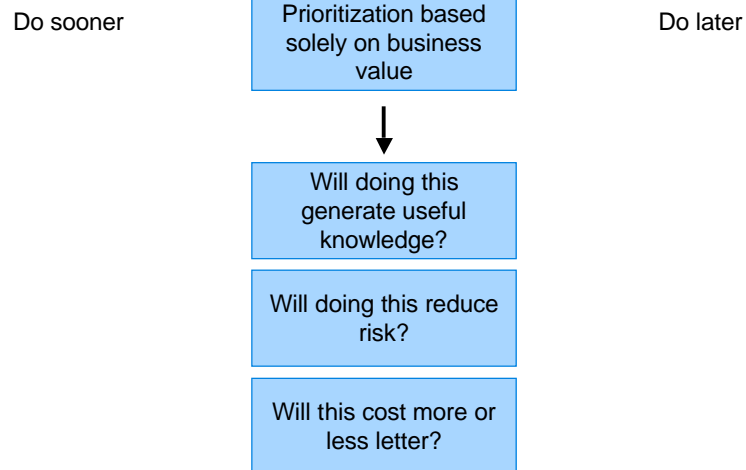 Do sooner
Prioritization based
solely on business
value
Do later
Will doing this
generate useful
knowledge?
Will doing this reduce
risk?
Will this cost more or
less letter?